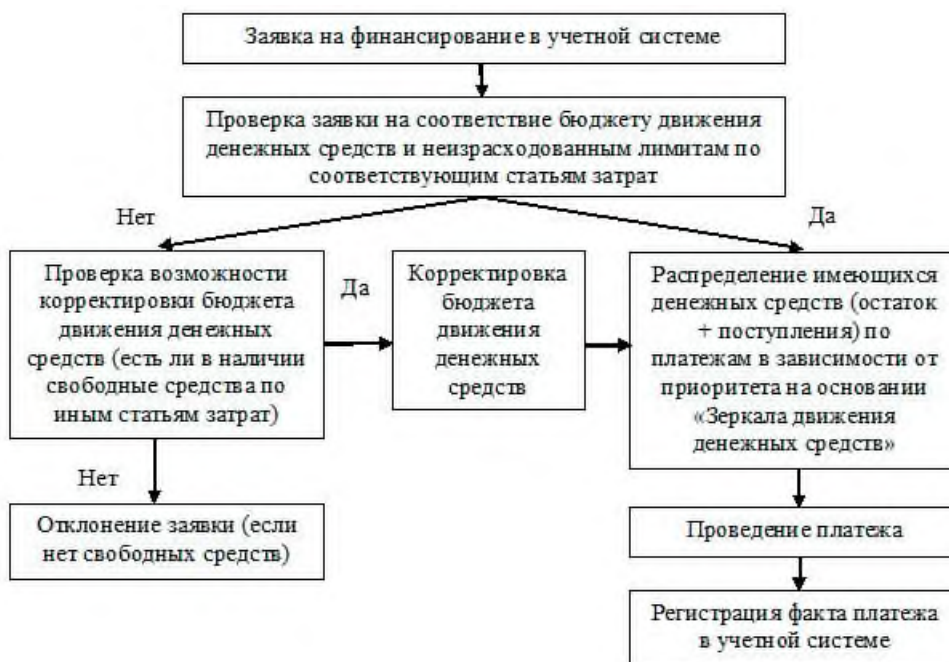 Заявка на финансирование в учетной системе
Проверка заявки на соответствие бюджету движения
денежных средств и неизрасходованным лимитам по
соответствующим статьям затрат
Нет
Да
Проверка возможности
корректировки бюджета
движения денежных
средств (есть ли в наличии
свободные средства по
иным статьям затрат)
Да
Корректировка
бюджета
движения
денежных
средств
Распределение имеющихся
денежных средств (остаток
+ поступления) по
платежам в зависимости от
приоритета на основании
«Зеркала движения
денежных средств»
Нет
Отклонение заявки (если
нет свободных средств)
Проведение платежа
Регистрация факта платежа
в учетной системе